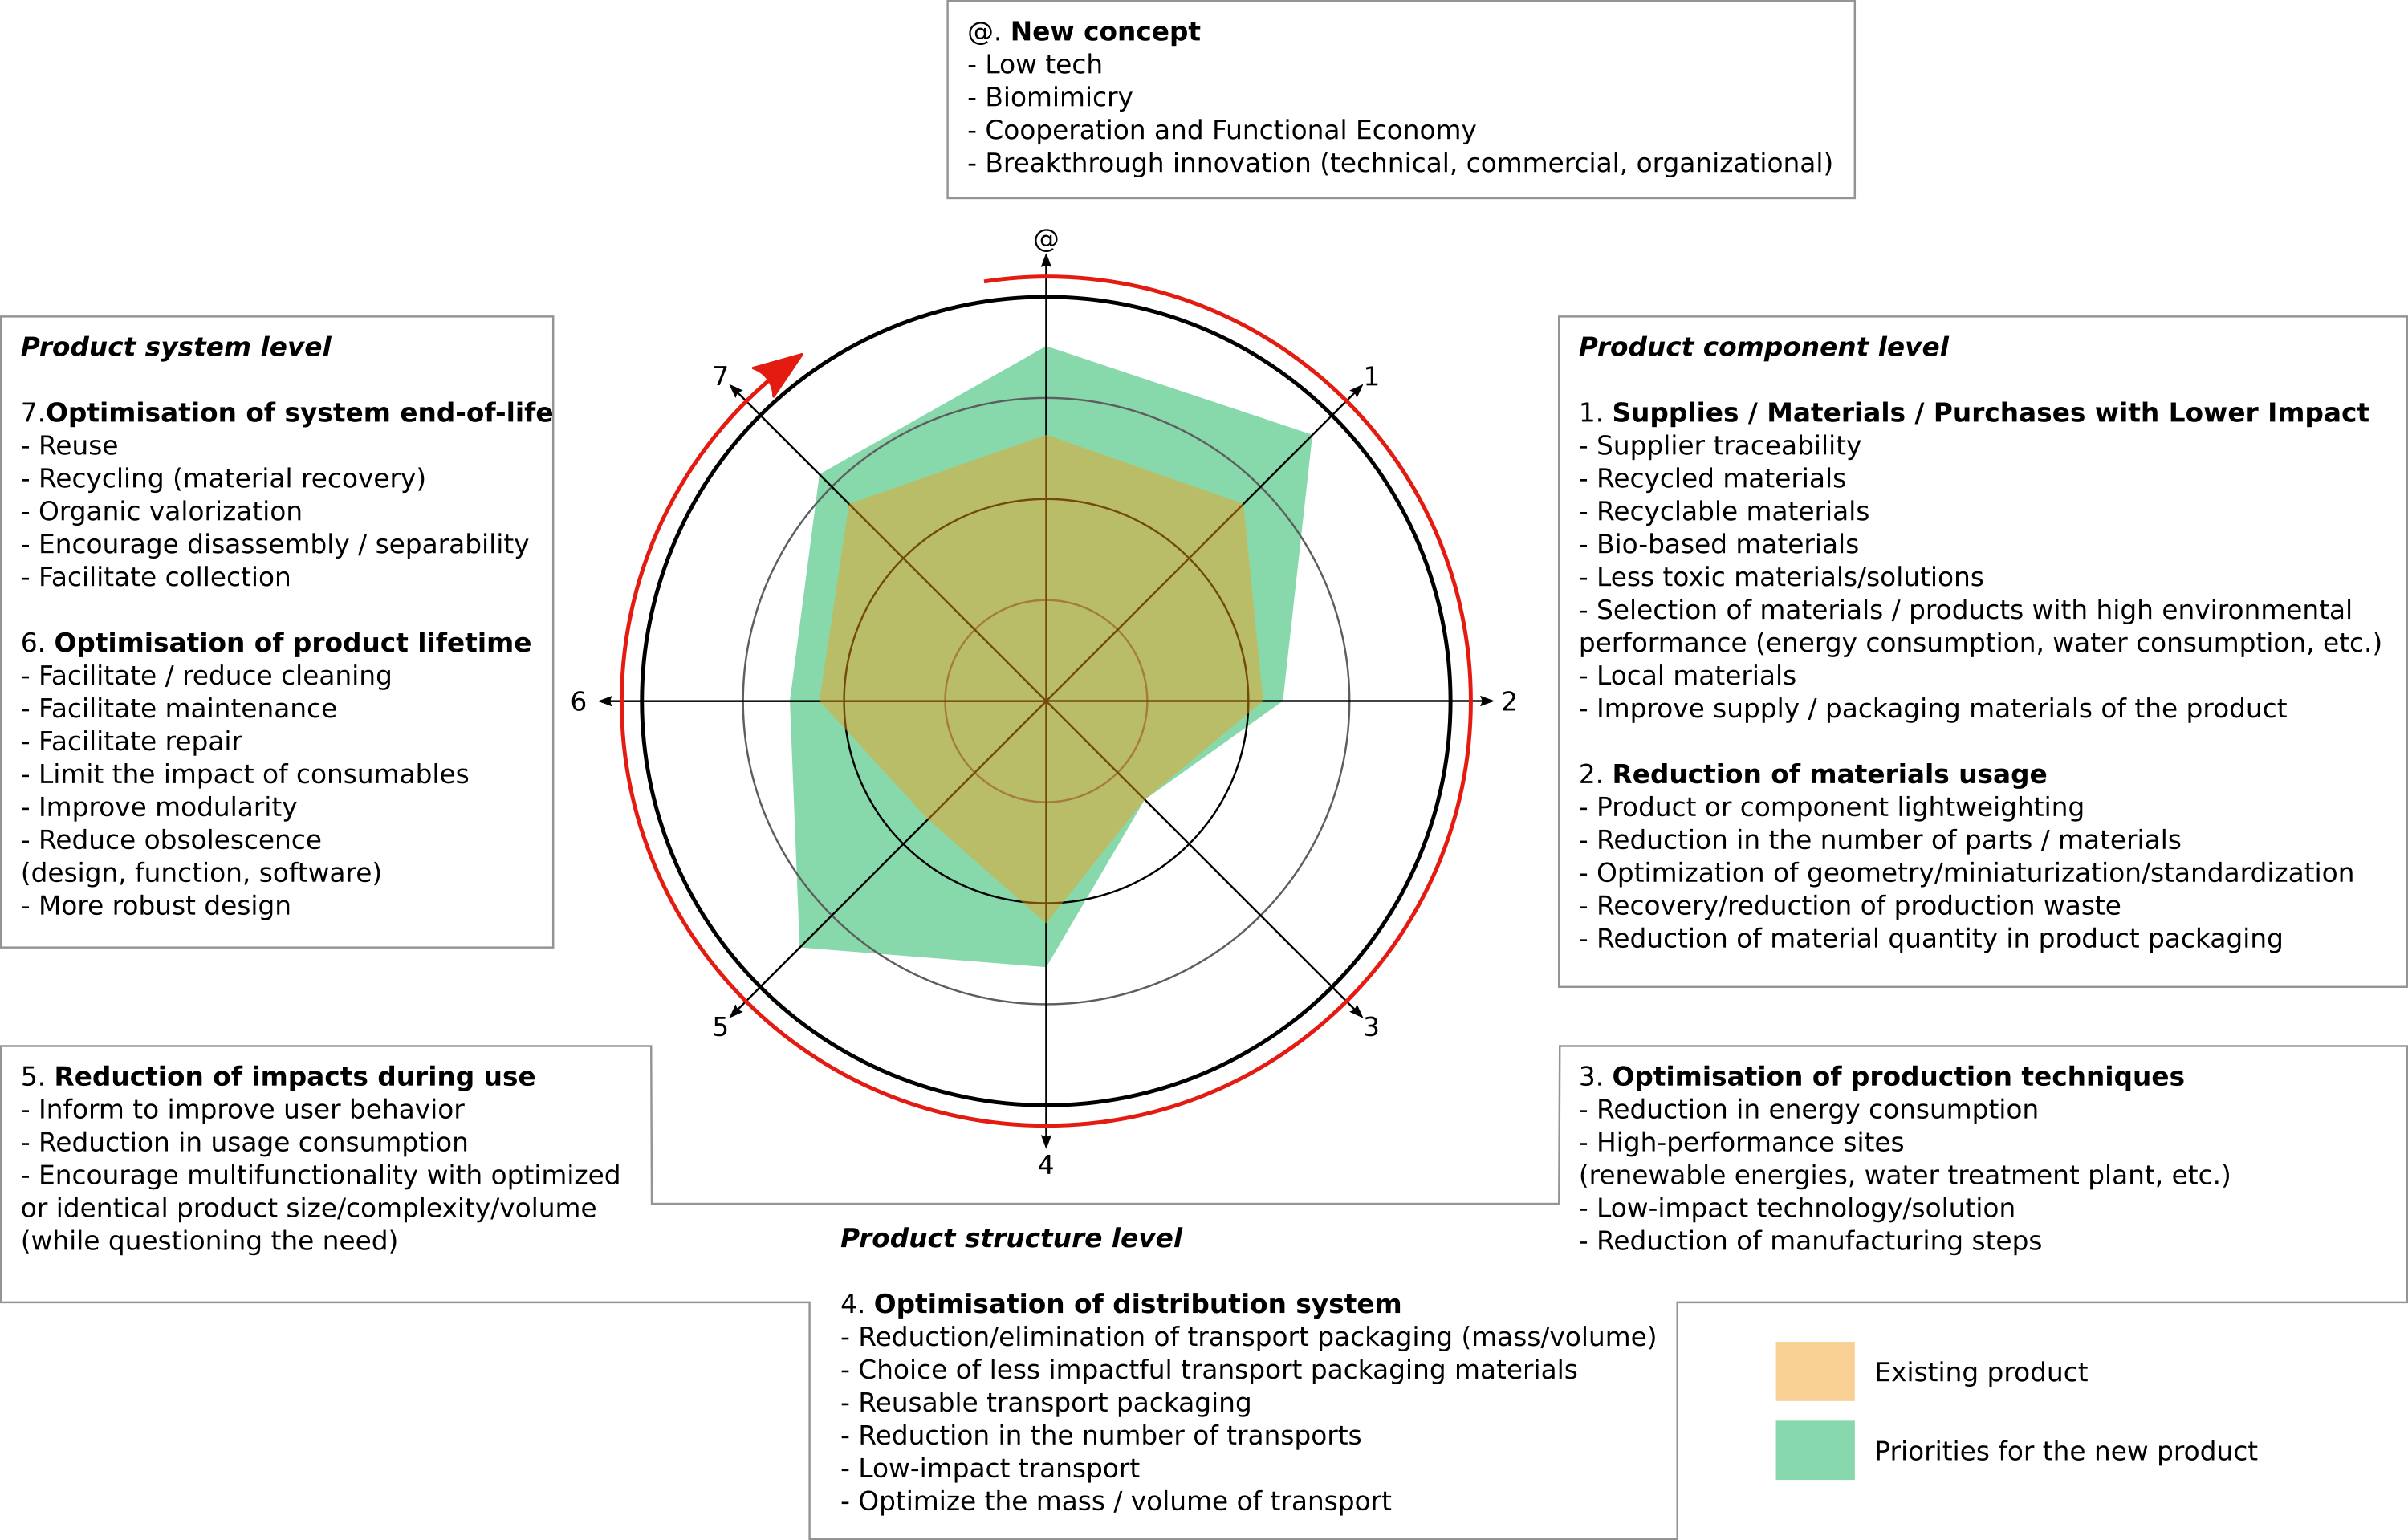 @. New concept
- Low tech
- Biomimicry
- Cooperation and Functional Economy
- Breakthrough innovation (technical, commercial, organizational)
@
1
2
3
4
5
6
7
Product system level
7.Optimisation of system end-of-life
- Reuse
- Recycling (material recovery)
- Organic valorization
- Encourage disassembly / separability
- Facilitate collection
6. Optimisation of product lifetime
- Facilitate / reduce cleaning
- Facilitate maintenance
- Facilitate repair
- Limit the impact of consumables
- Improve modularity
- Reduce obsolescence
(design, function, software)
- More robust design
Product component level
1. Supplies / Materials / Purchases with Lower Impact
- Supplier traceability
- Recycled materials
- Recyclable materials
- Bio-based materials
- Less toxic materials/solutions
- Selection of materials / products with high environmental
performance (energy consumption, water consumption, etc.)
- Local materials
- Improve supply / packaging materials of the product
2. Reduction of materials usage
- Product or component lightweighting
- Reduction in the number of parts / materials
- Optimization of geometry/miniaturization/standardization
- Recovery/reduction of production waste
- Reduction of material quantity in product packaging
5. Reduction of impacts during use
- Inform to improve user behavior
- Reduction in usage consumption
- Encourage multifunctionality with optimized
or identical product size/complexity/volume
(while questioning the need)
3. Optimisation of production techniques
- Reduction in energy consumption
- High-performance sites
(renewable energies, water treatment plant, etc.)
- Low-impact technology/solution
- Reduction of manufacturing steps
Product structure level
4. Optimisation of distribution system
- Reduction/elimination of transport packaging (mass/volume)
- Choice of less impactful transport packaging materials
- Reusable transport packaging
- Reduction in the number of transports
- Low-impact transport
- Optimize the mass / volume of transport
Existing product
Priorities for the new product